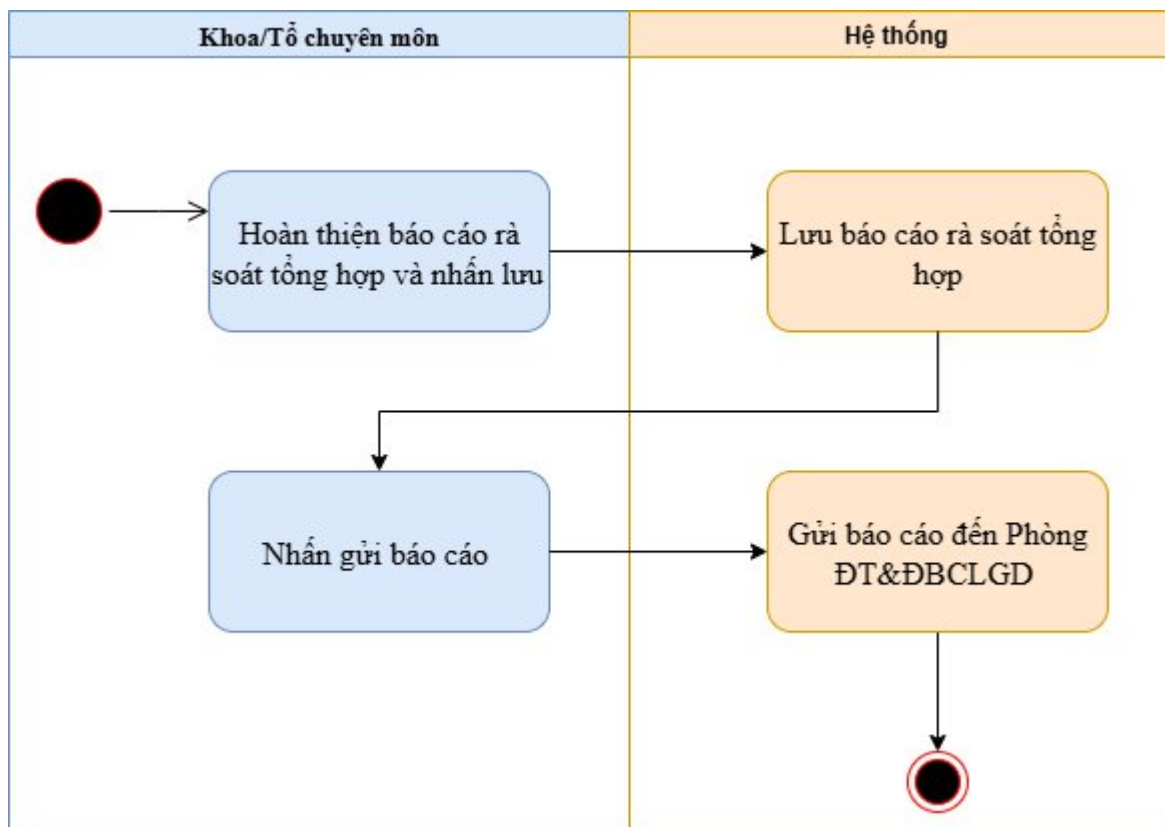 Khoa/Tổ chuyên môn
Hệ thống
Hoàn thiện báo cáo rà
soát tổng hợp và nhấn lưu
Lưu báo cáo rà soát tổng
hợp
Nhấn gửi báo cáo
Gửi báo cáo đến Phòng
ĐT&ĐBCLGD